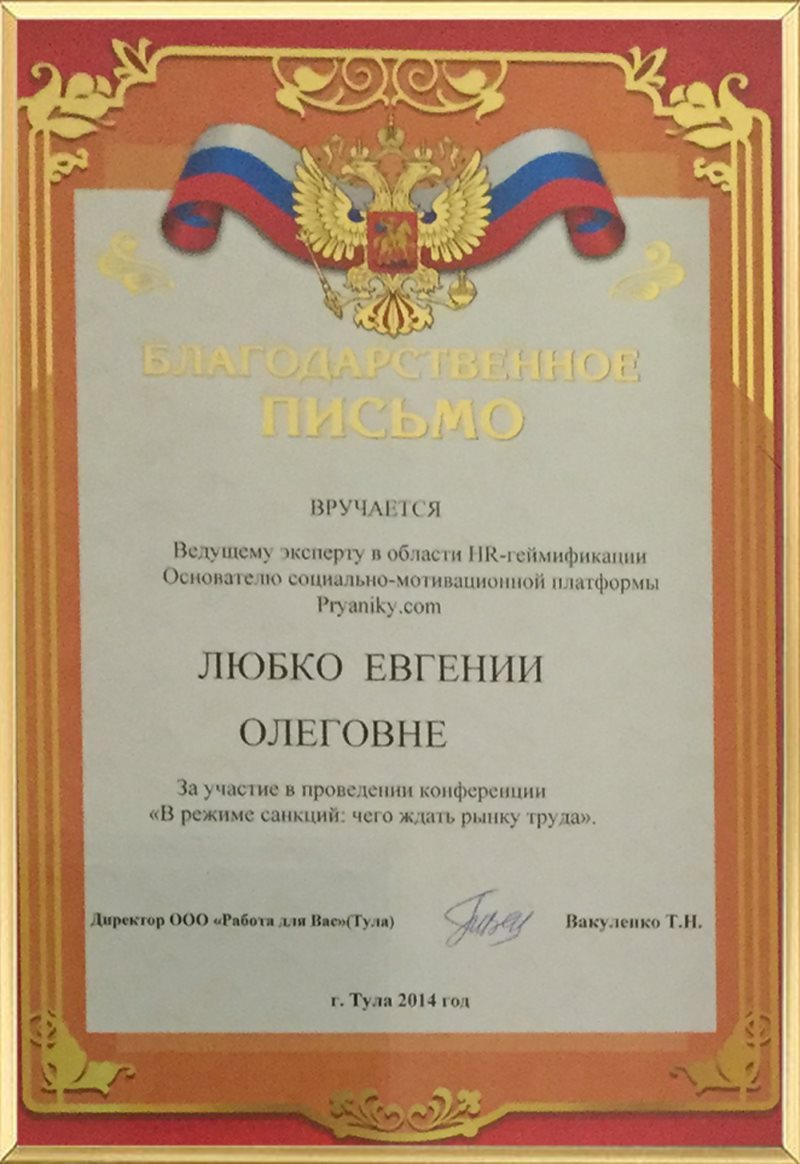 БЛАГОДАРСТВЕННОЕ
ПИСЬМО
ВРУЧАЕТСЯ
Ведущему эксперту в области HR-геймификации
Основателю социально-мотивационной платформы
Pryaniky.com
ЛЮБКО ЕВГЕНИИ
ОЛЕГОВНЕ
За участие в проведении конференции
«В режиме санкций: чего ждать рынку труда».
Директор ООО «Работа для Вас»(Тула) Вакуленко Т.Н.
г. Тула 2014 год